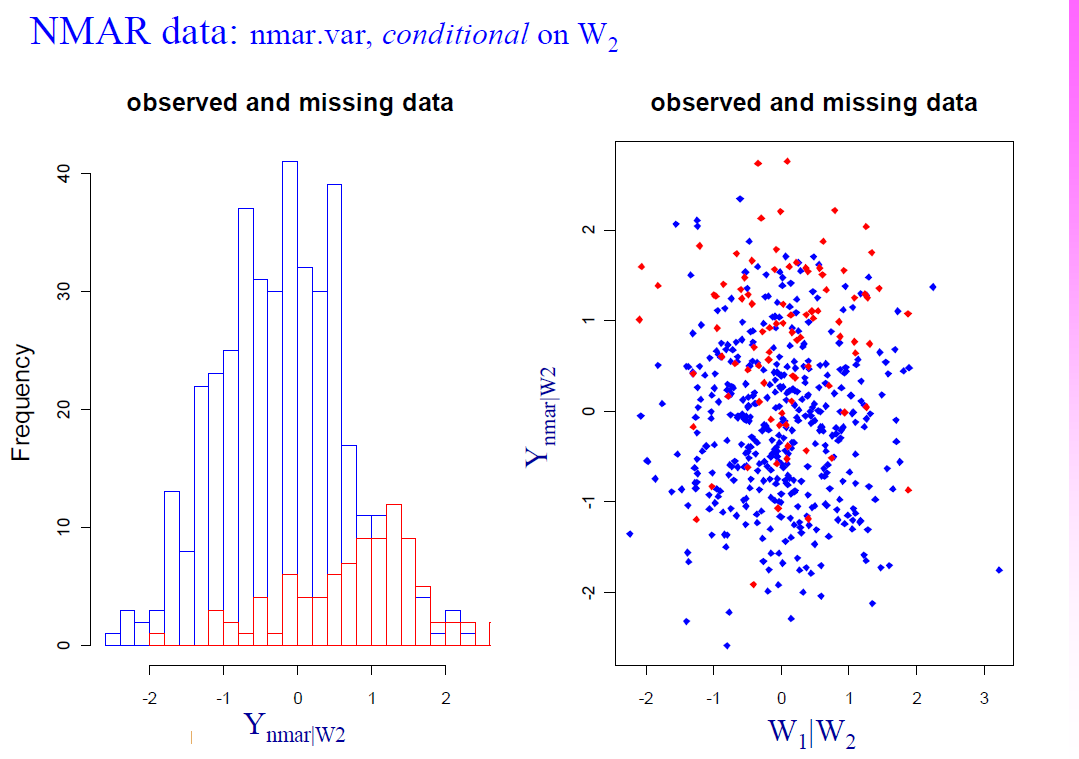 NMAR data: nmar.var, conditional on W2
observed and missing data
Frequency
0 10 20 30 40
-2 -1 0 1 2
Ynmar|W2
observed and missing data
Ynmar|W2
-2 -1 0 1 2
-2 -1 0 1 2 3
W1|W2